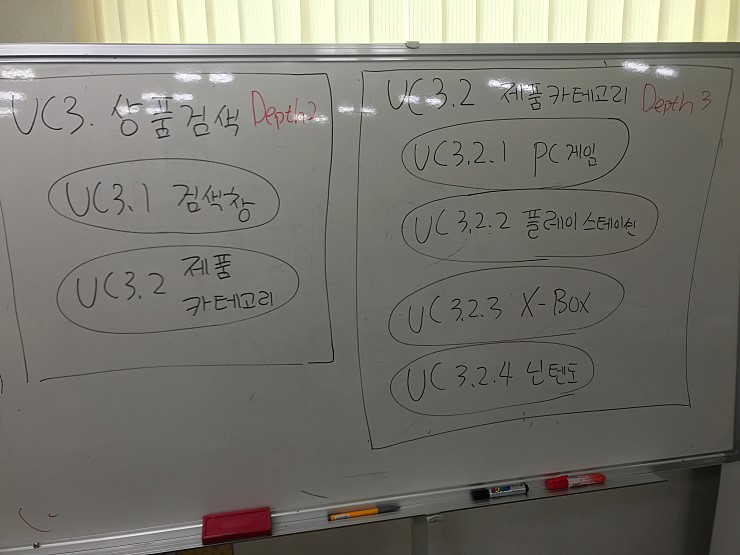 UC3. 상품검색 Depth2
UC3.1 검색창
UC3.2 제품
카테고리
UC3.2 제품카테고리 Depth 3
UC3.2.1 PC게임
UC3.2.2 플레이스테이션
UC3.2.3 X-Box
UC3.2.4 닌텐도